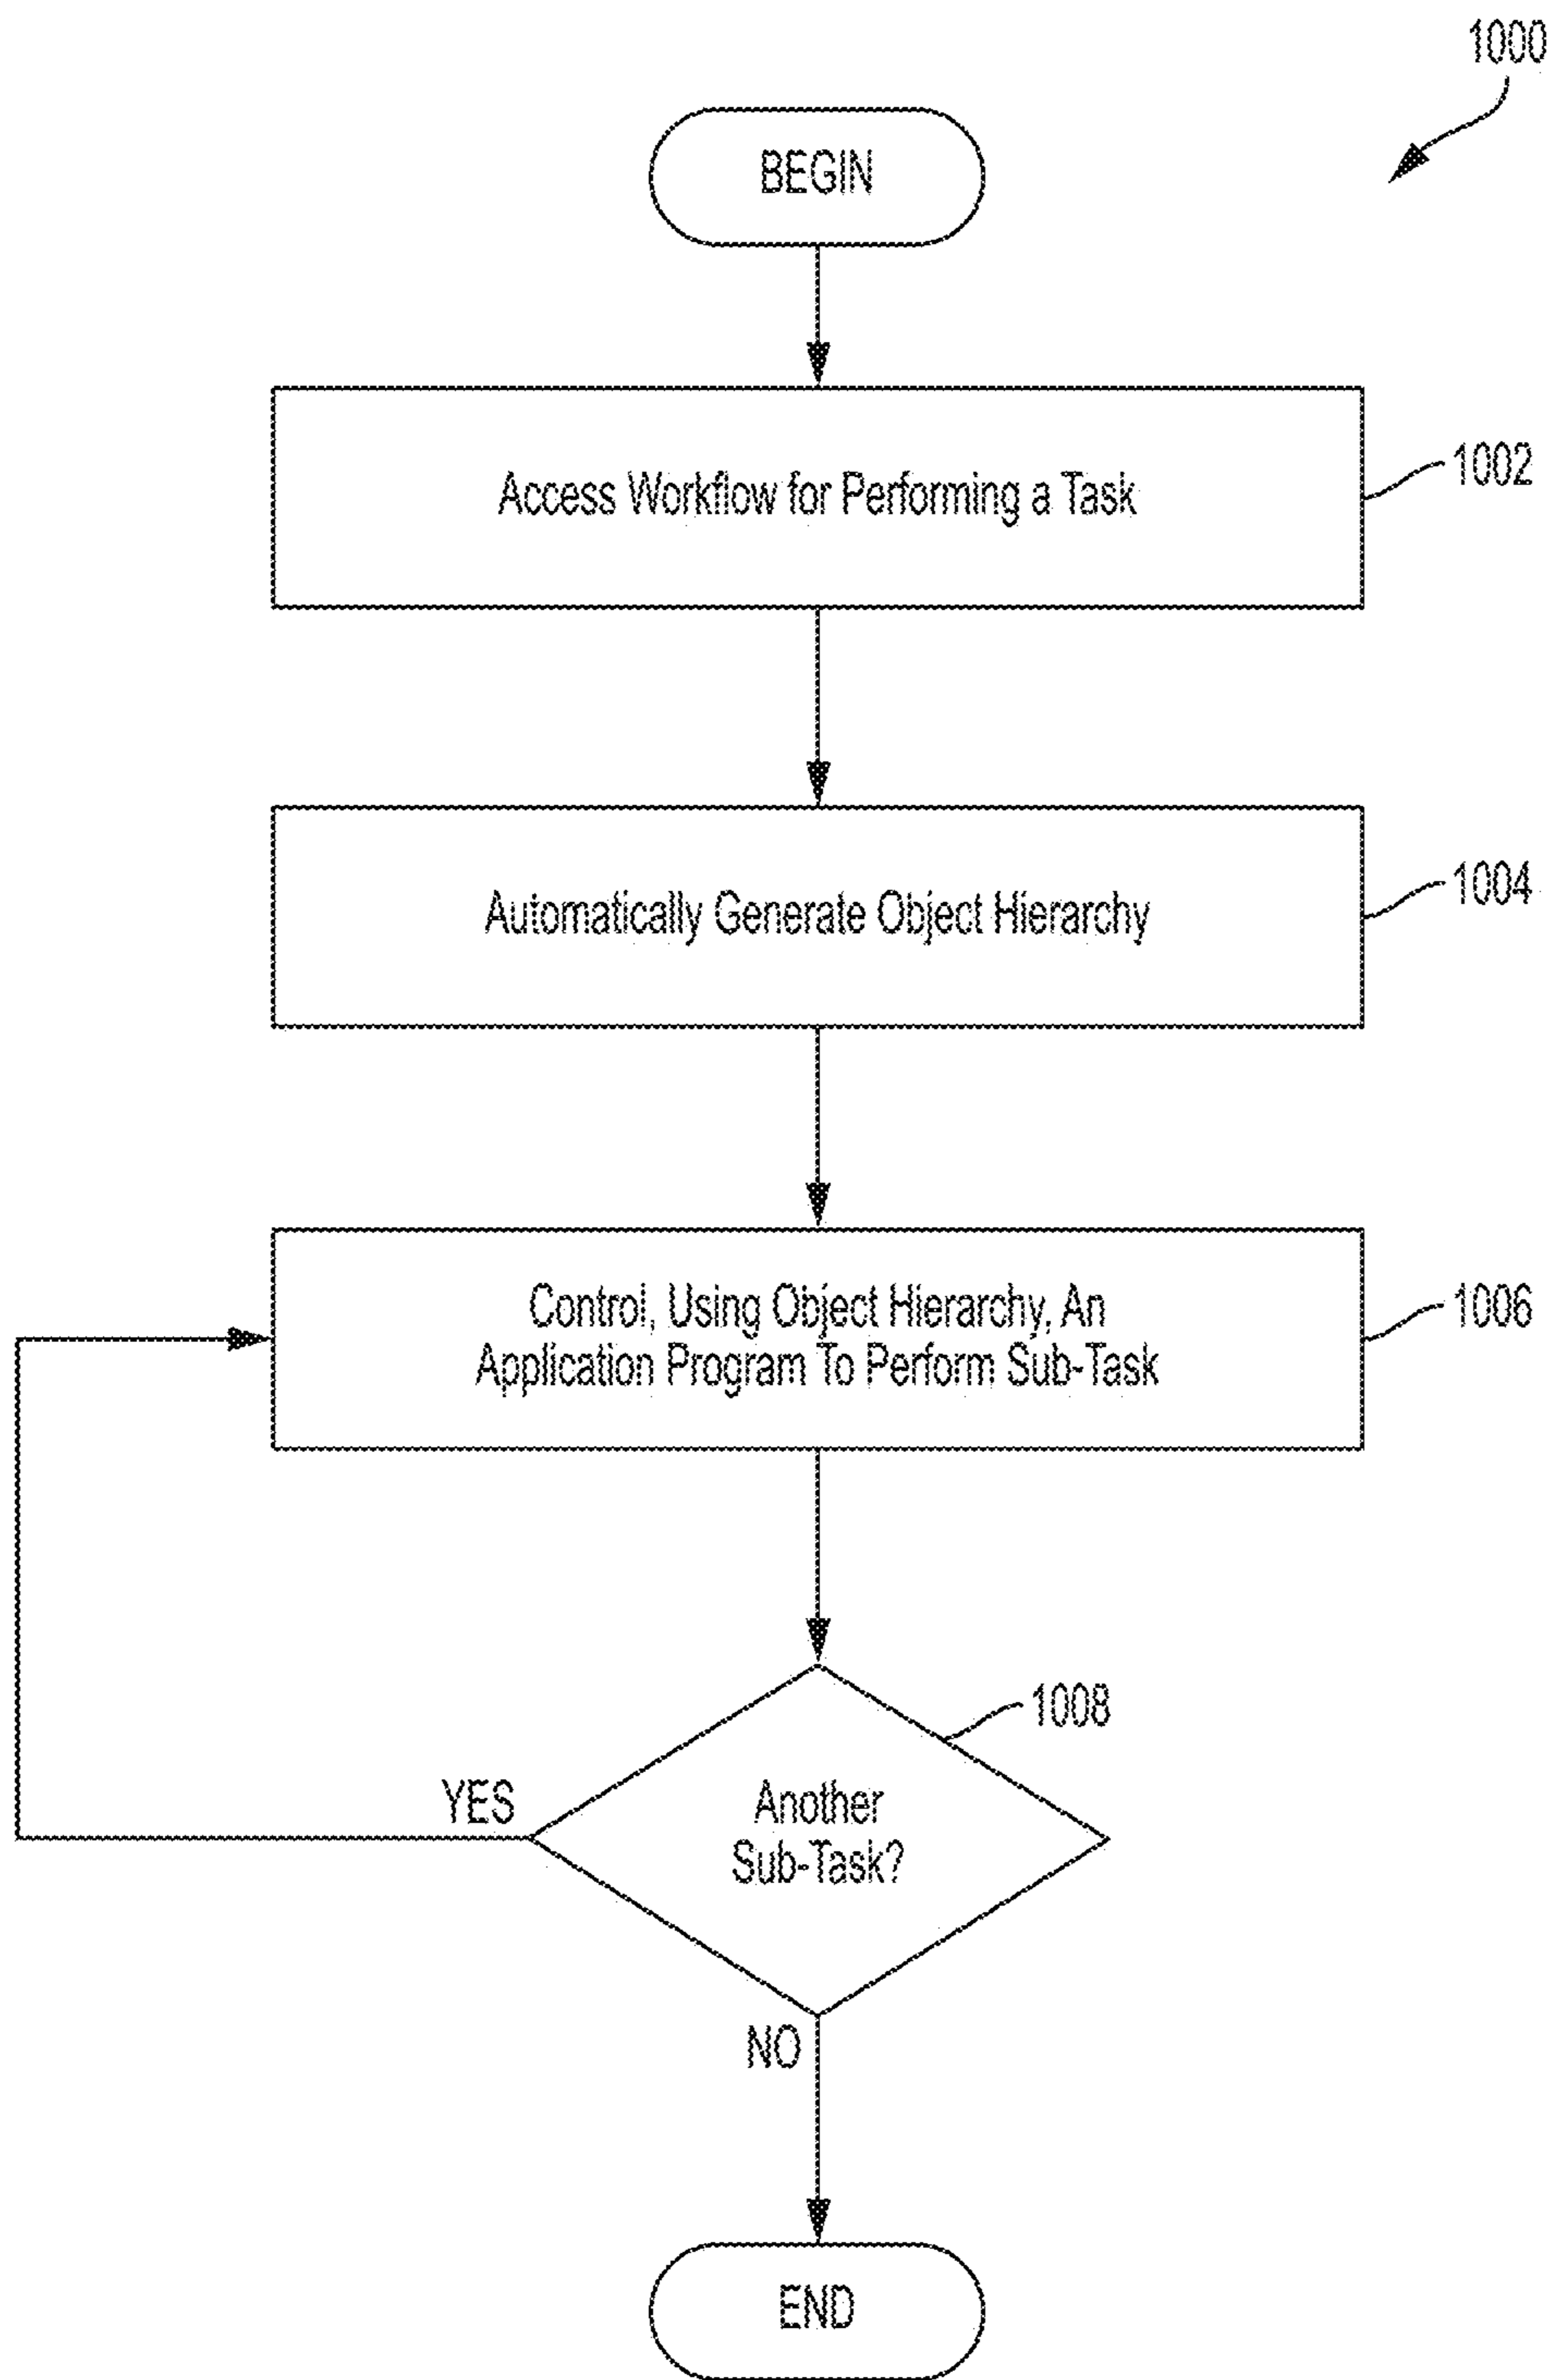 1000
BEGIN
Access Workflow for Performing a Task
1002
Automatically Generate Object Hierarchy
1004
Control, Using Object Hierarchy, An
Application Program To Perform Sub-Task
1006
1008
Another
Sub-Task?
YES
NO
END